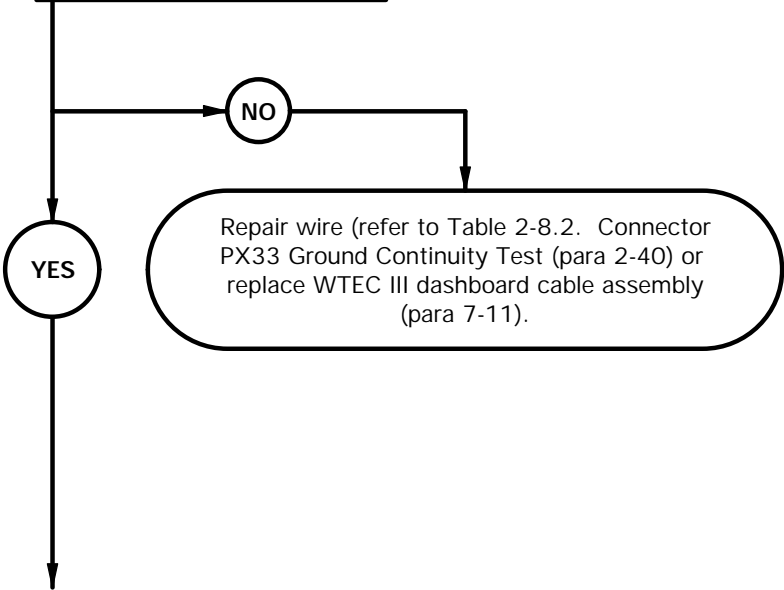 NO
YES
Repair wire (refer to Table 2-8.2. Connector
PX33 Ground Continuity Test (para 2-40) or
replace WTEC III dashboard cable assembly
(para 7-11).